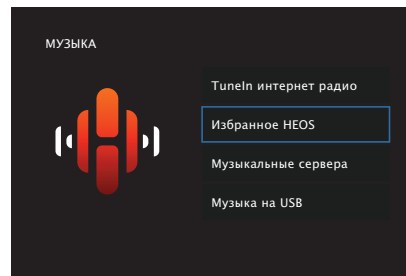 МУЗЫКА
TuneIn интернет радио
Избранное HEOS
Музыкальные сервера
Музыка на USB